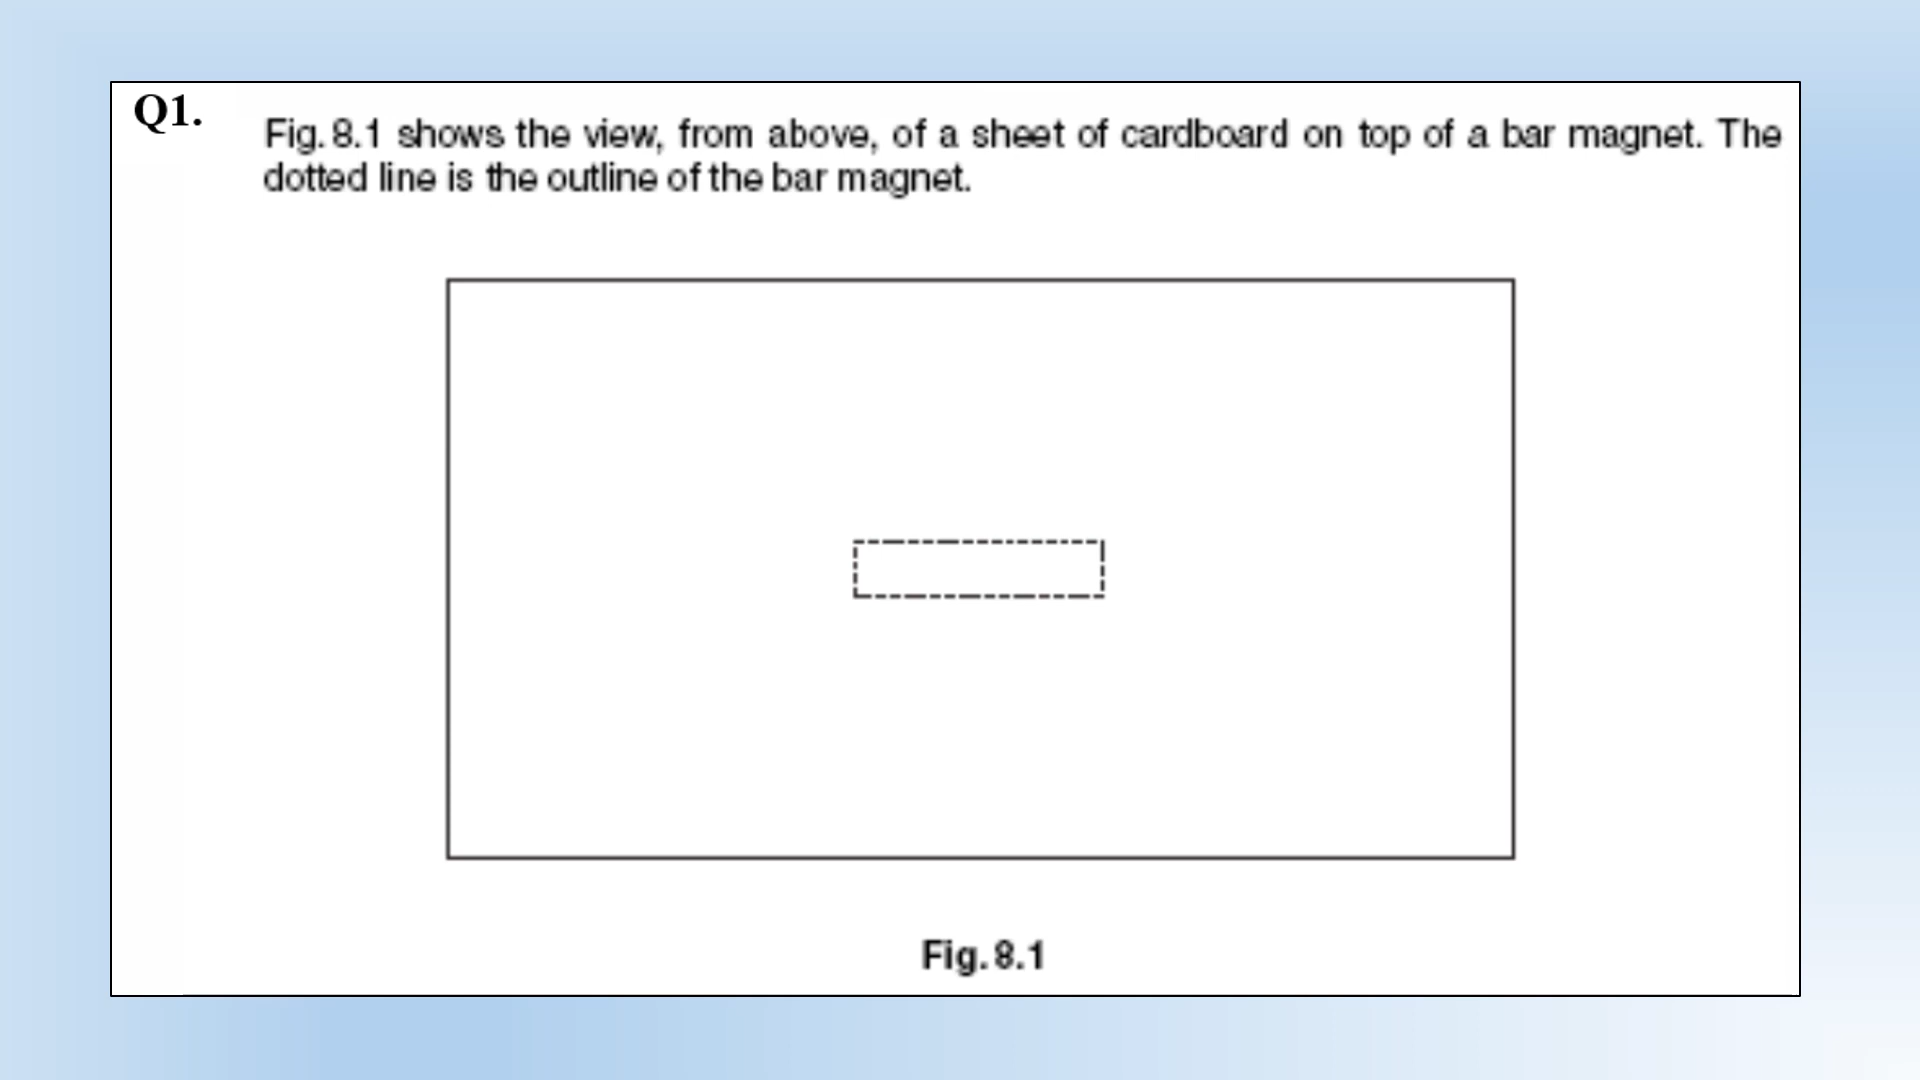 Q1.
Fig. 8.1 shows the view, from above, of a sheet of cardboard on top of a bar magnet. The
dotted line is the outline of the bar magnet.
Fig. 8.1